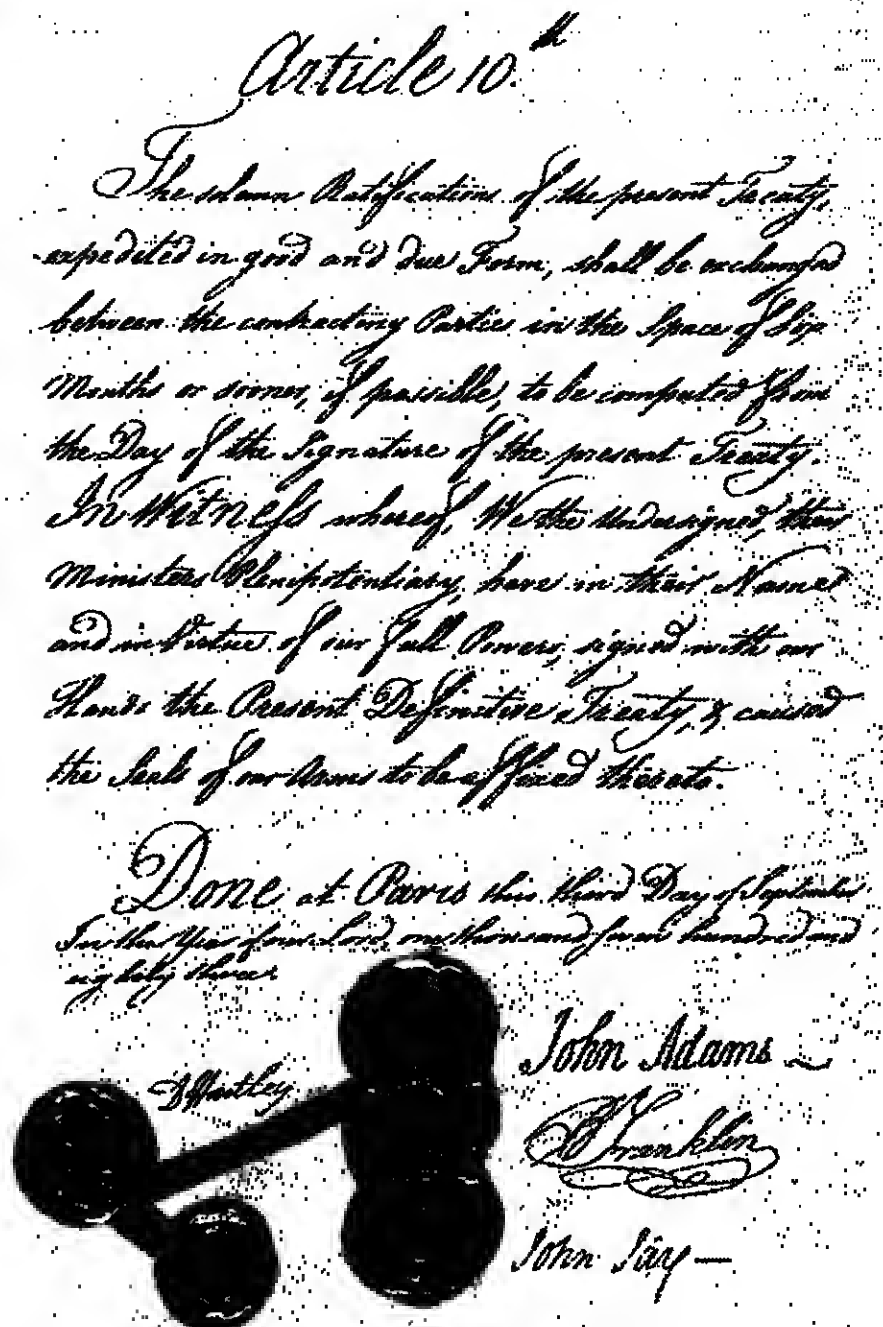 Article 10.th
The solemn Ratifications of the present Treaty,
expedited in good and due Form, shall be exchanged
between the contracting Parties in the Space of Six
Months or sooner, if possible, to be computed from
the Day of the Signature of the present Treaty.
In Witness whereof, We the Undersigned, their
Ministers Plenipotentiary, have in their Name
and in Virtue of our Full Powers, signed with our
Hands the Present Definitive Treaty, & caused
the Seals of our Arms to be affixed thereto.
Done at Paris this third Day of September
In the Year of our Lord, one thousand seven hundred and
eighty three
D Hartley
John Adams
B Franklin
John Jay —